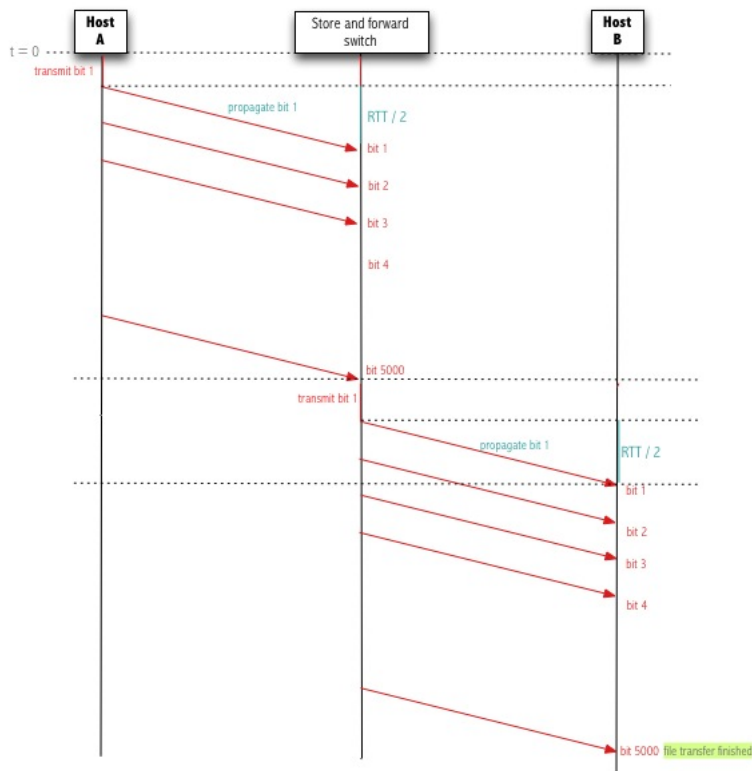 Host
A
Store and forward
switch
Host
B
t = 0
transmit bit 1
propagate bit 1
RTT / 2
bit 1
bit 2
bit 3
bit 4
bit 5000
transmit bit 1
propagate bit 1
RTT / 2
bit 1
bit 2
bit 3
bit 4
bit 5000 file transfer finished